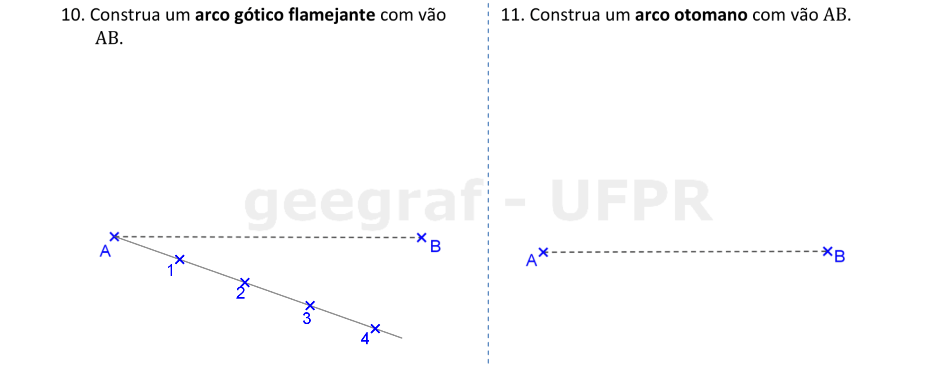 10. Construa um arco gótico flamejante com vão
AB.
A
B
1
2
3
4
11. Construa um arco otomano com vão AB.
A
B
geegraf - UFPR